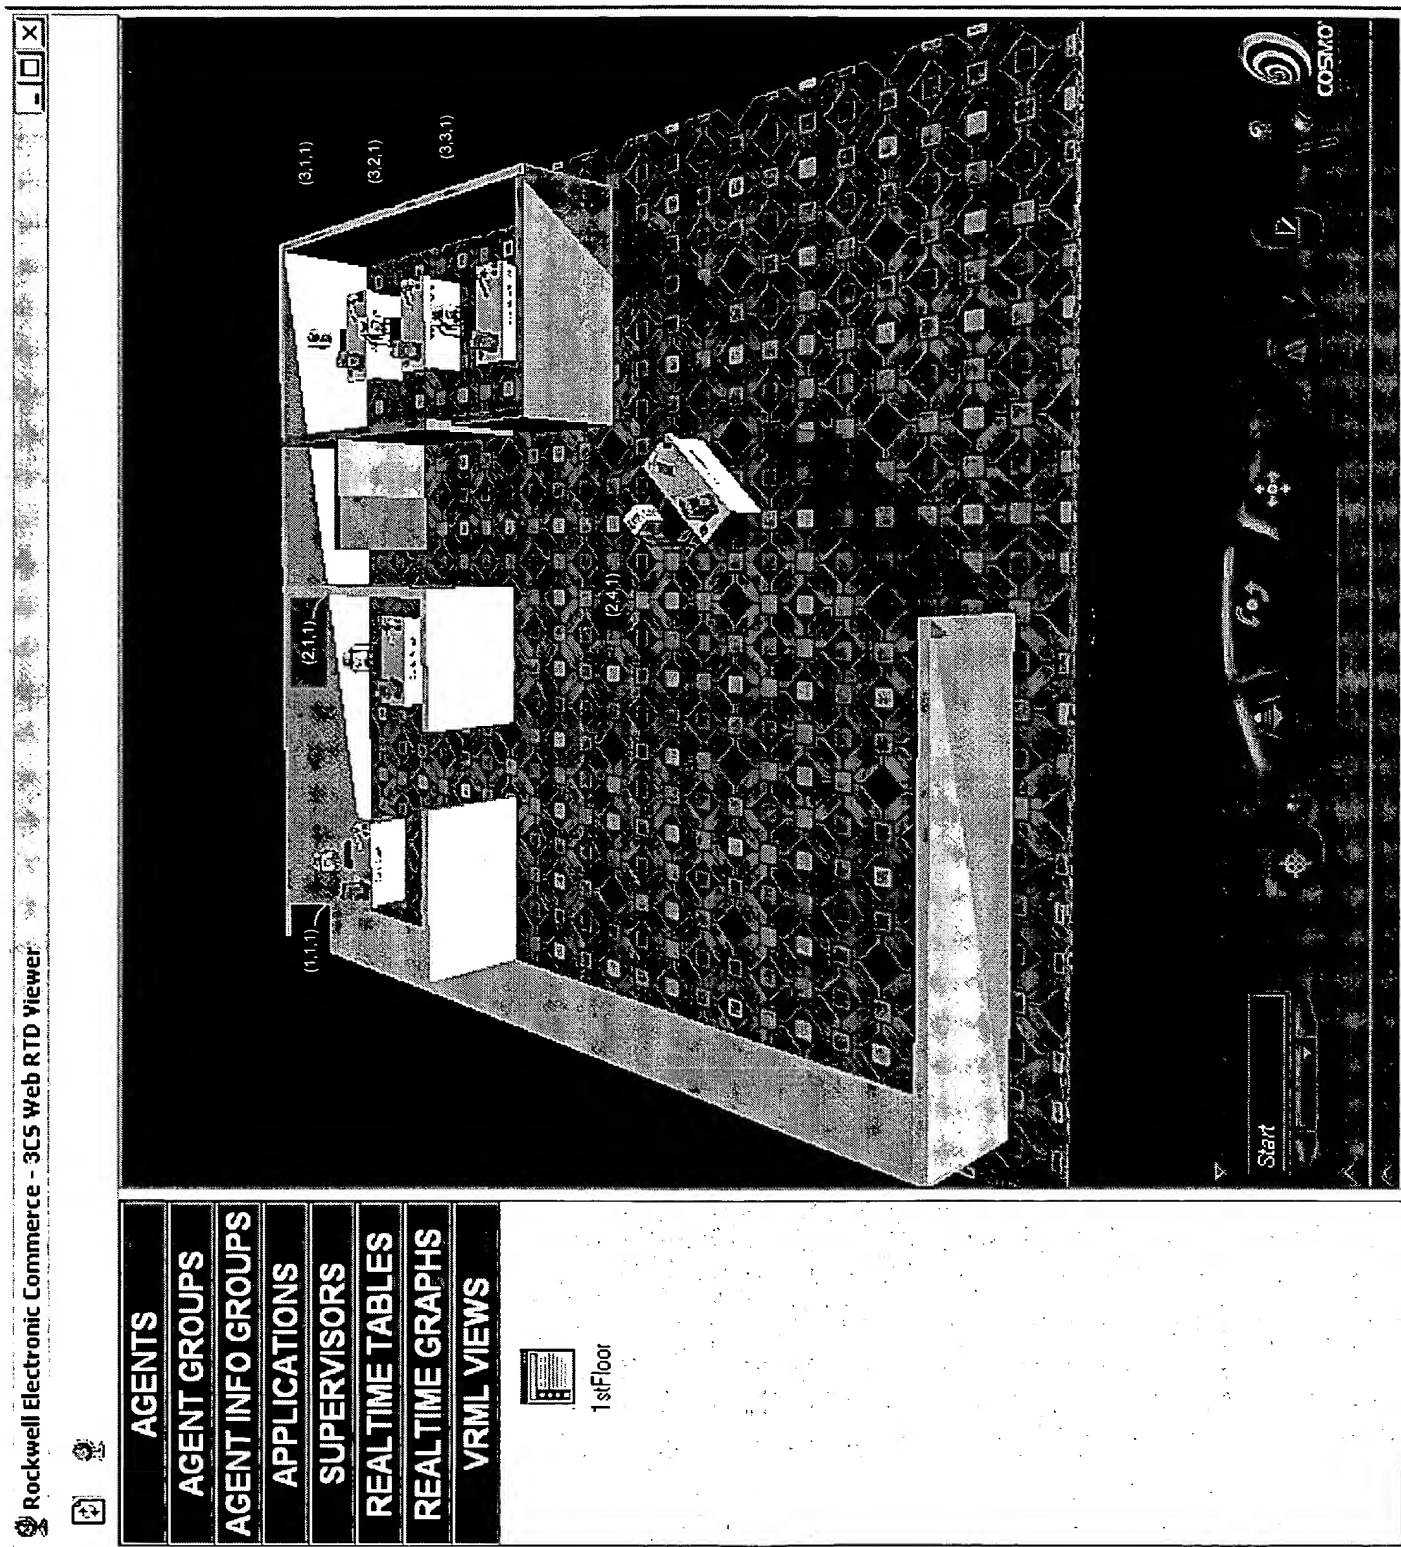 Rockwell Electronic Commerce - 3CS Web RTD Viewer
AGENTS
AGENT GROUPS
AGENT INFO GROUPS
APPLICATIONS
SUPERVISORS
REALTIME TABLES
REALTIME GRAPHS
VRML VIEWS
1stFloor
(1,1,1)
(2,1,1)
(3,1,1)
(3,2,1)
(3,3,1)
(2,4,1)
Start
COSMO